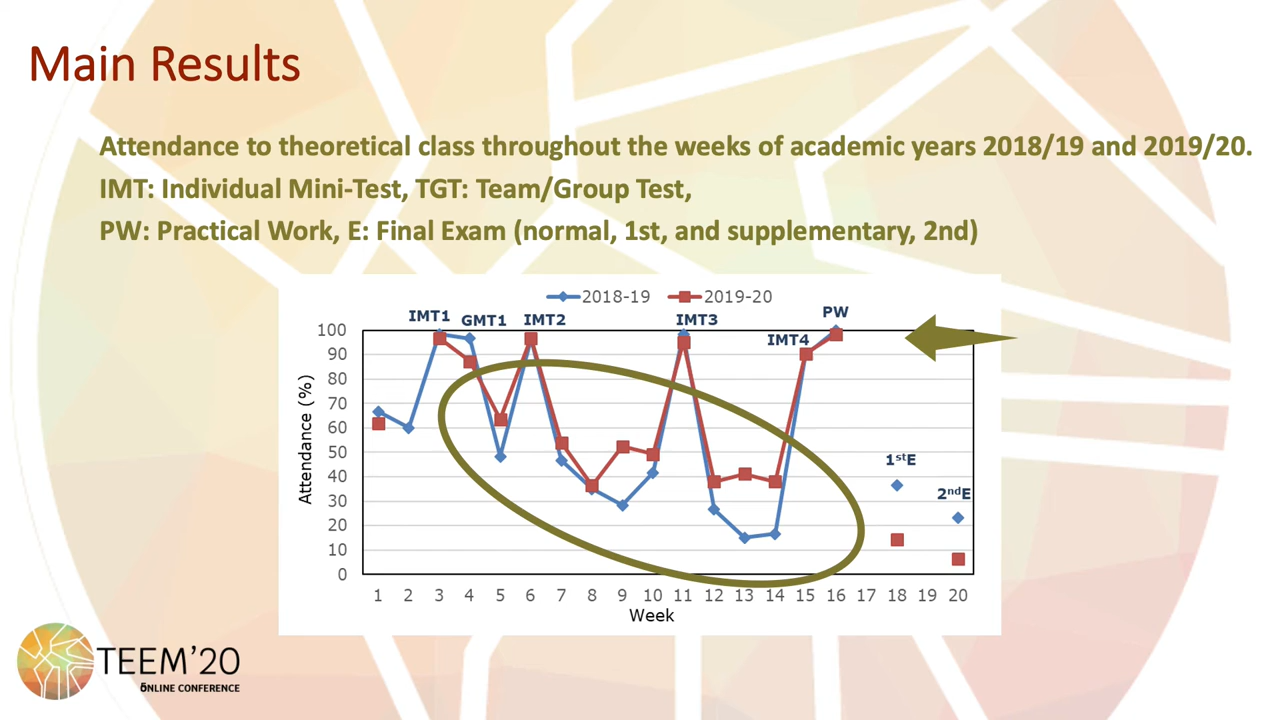 Main Results
Attendance to theoretical class throughout the weeks of academic years 2018/19 and 2019/20.
IMT: Individual Mini-Test, TGT: Team/Group Test,
PW: Practical Work, E: Final Exam (normal, 1st, and supplementary, 2nd)
2018-19 2019-20
IMT1 GMT1 IMT2 IMT3 IMT4 PW
100
90
80
70
60
50
40
30
20
10
0
Attendance (%)
1stE
2ndE
1 2 3 4 5 6 7 8 9 10 11 12 13 14 15 16 17 18 19 20
Week
TEEM'20
ONLINE CONFERENCE